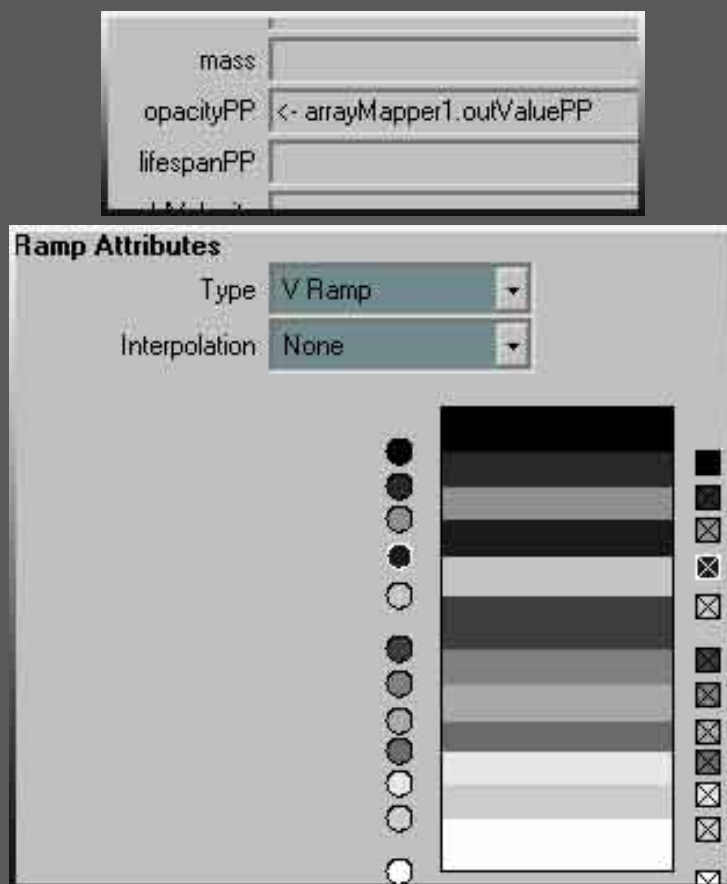 mass
opacityPP <- arrayMapper1.outValuePP
lifespanPP
Ramp Attributes
Type V Ramp
Interpolation None